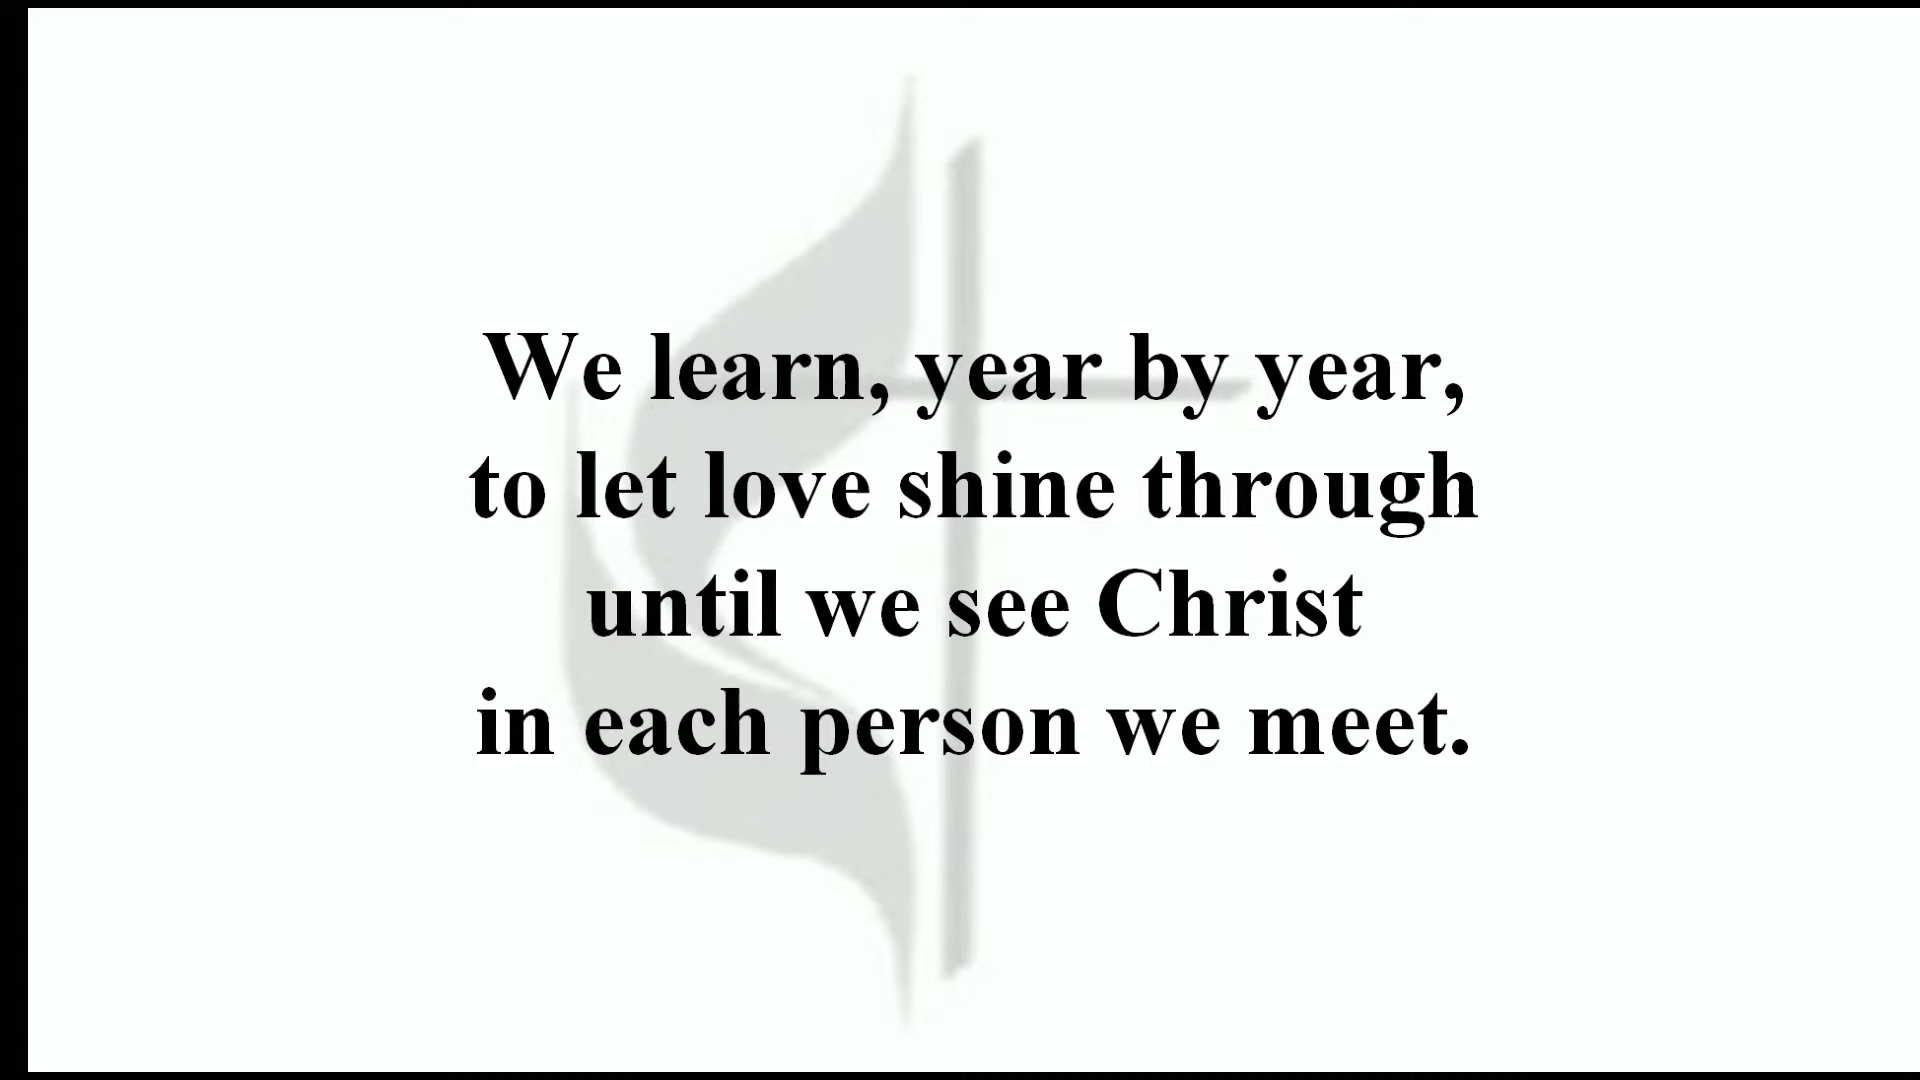 We learn, year by year,
to let love shine through
until we see Christ
in each person we meet.